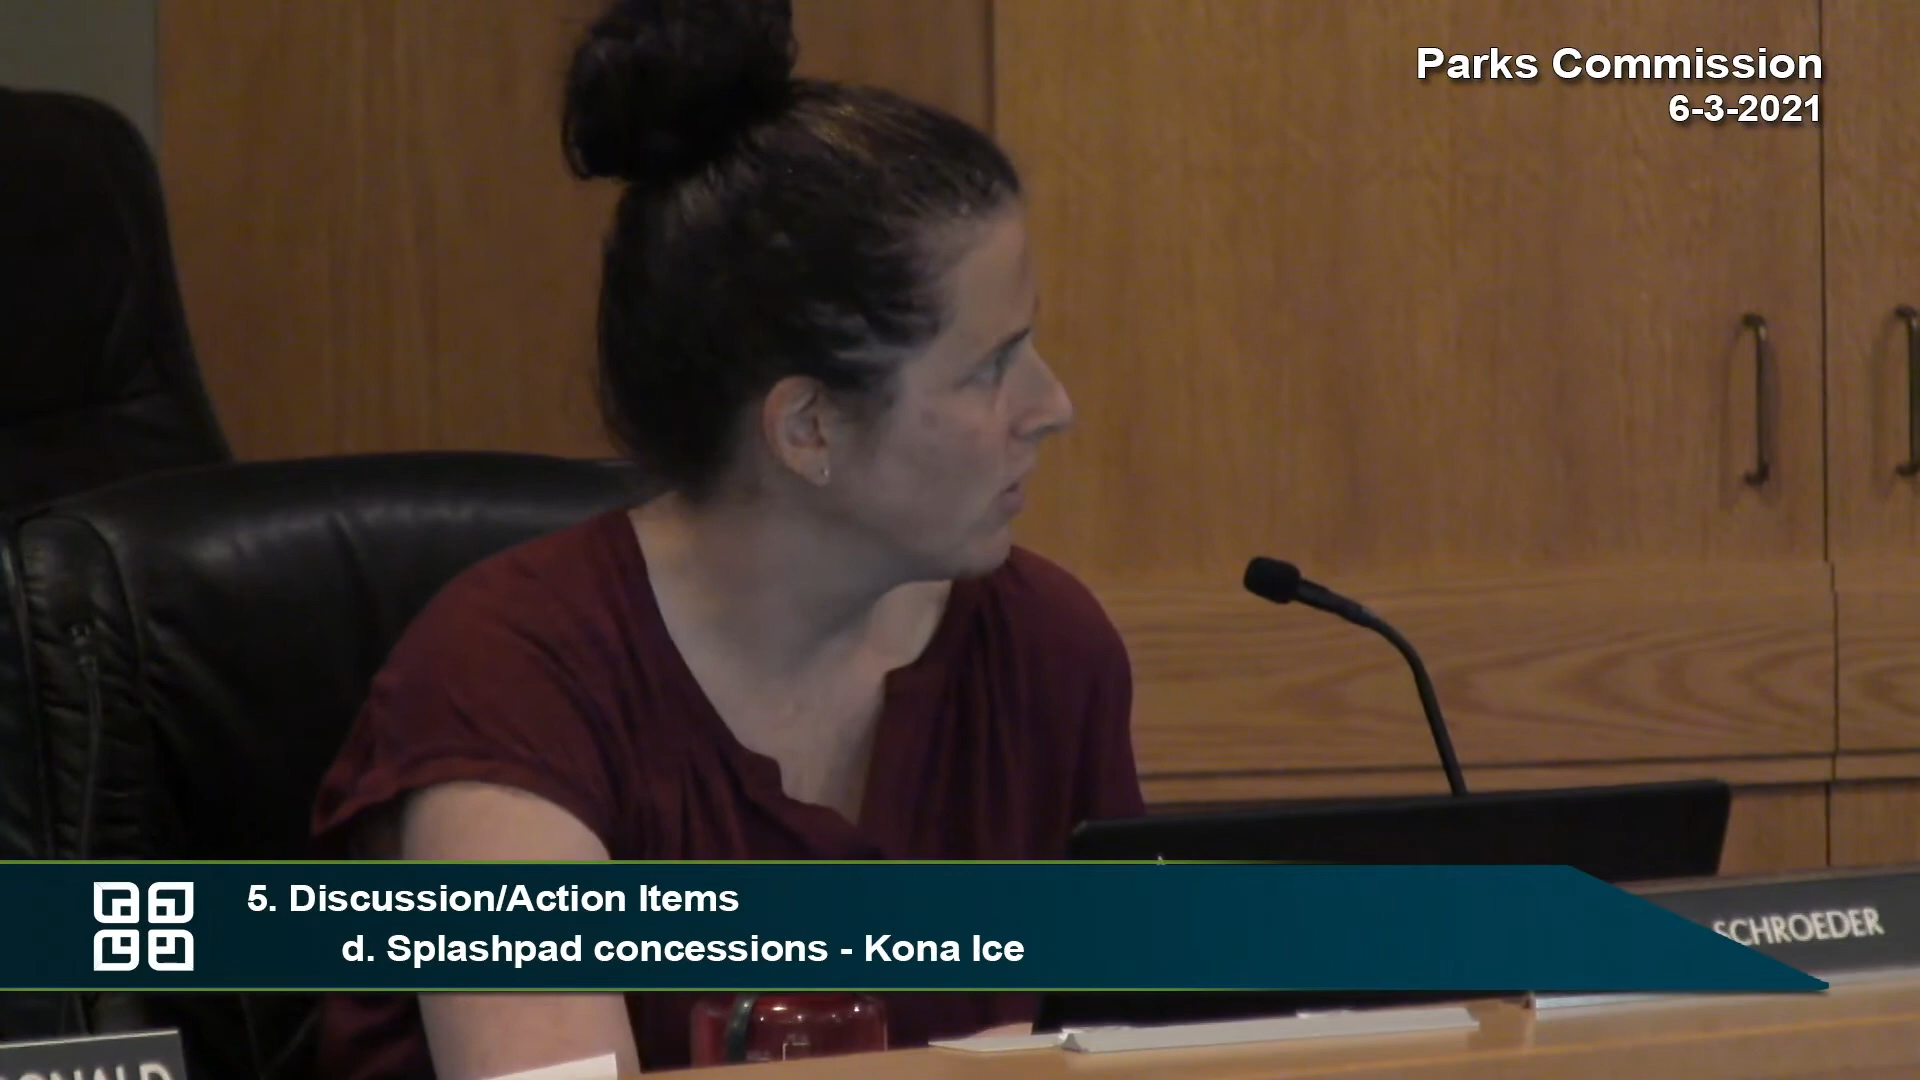 Parks Commission
6-3-2021
5. Discussion/Action Items
d. Splashpad concessions - Kona Ice
SCHROEDER